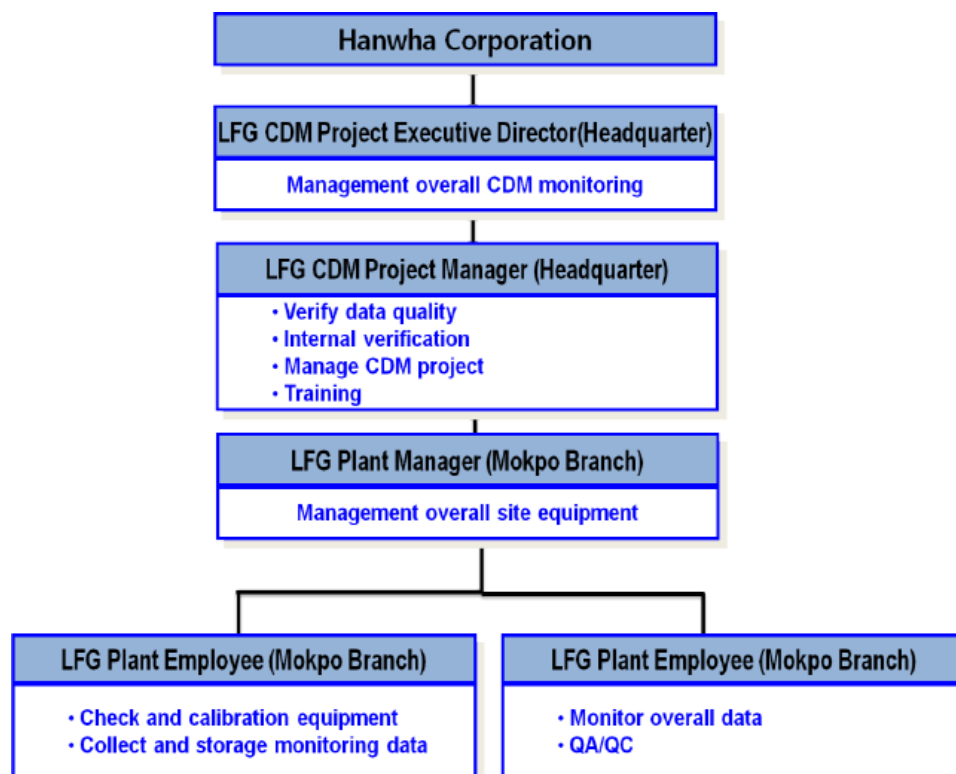 Hanwha Corporation
LFG CDM Project Executive Director(Headquarter)
Management overall CDM monitoring
LFG CDM Project Manager (Headquarter)
• Verify data quality
• Internal verification
• Manage CDM project
• Training
LFG Plant Manager (Mokpo Branch)
Management overall site equipment
LFG Plant Employee (Mokpo Branch)
• Check and calibration equipment
• Collect and storage monitoring data
LFG Plant Employee (Mokpo Branch)
• Monitor overall data
• QA/QC